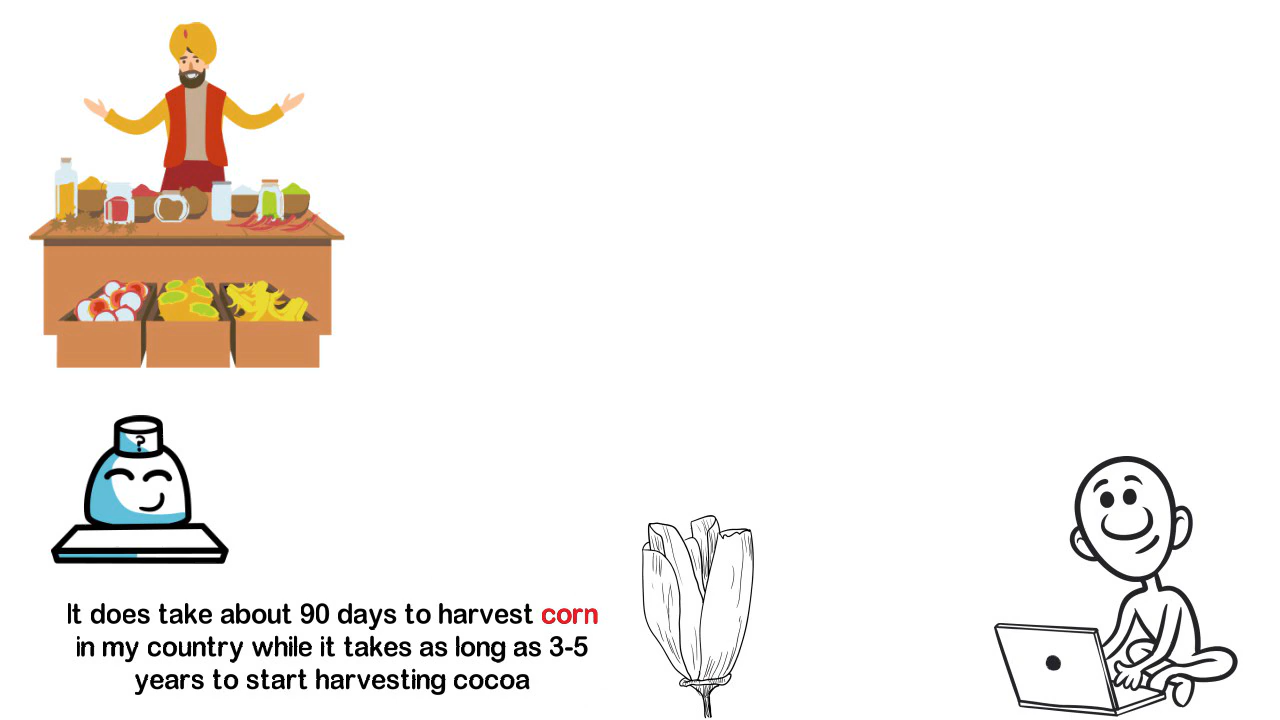 ?
It does take about 90 days to harvest corn
in my country while it takes as long as 3-5
years to start harvesting cocoa